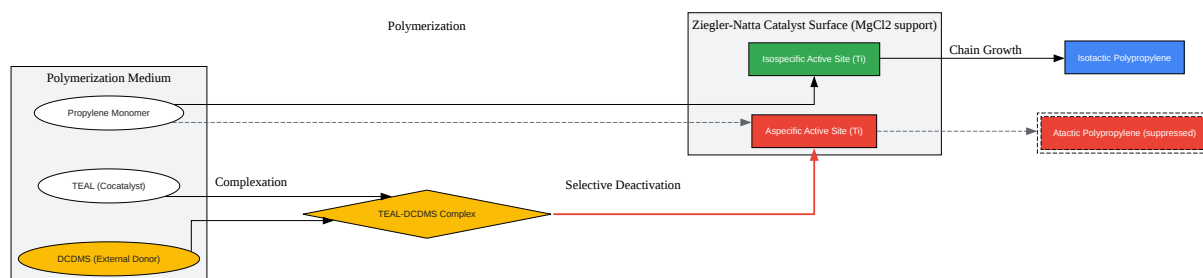 Polymerization
Ziegler-Natta Catalyst Surface (MgCl2 support)
Isospecific Active Site (Ti)
Chain Growth
Isotactic Polypropylene
Polymerization Medium
Propylene Monomer
Aspecific Active Site (Ti)
Atactic Polypropylene (suppressed)
TEAL (Cocatalyst)
Complexation
Selective Deactivation
TEAL-DCDMS Complex
DCDMS (External Donor)